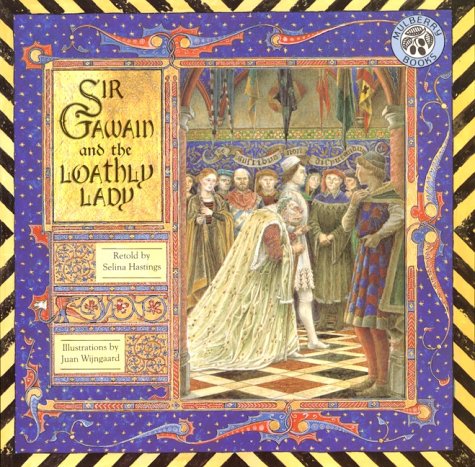 SIR
GAWAIN
and the
LOATHLY
LADY
Retold by
Selina Hastings
Illustrations by
Juan Wijngaard
MULBERRY
BOOKS